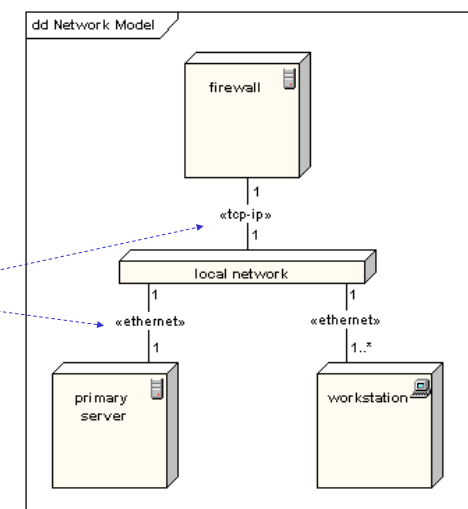 dd Network Model
firewall
1
«tcp-ip»
1
local network
1
1
«ethernet»
«ethernet»
1
1..*
primary
server
workstation